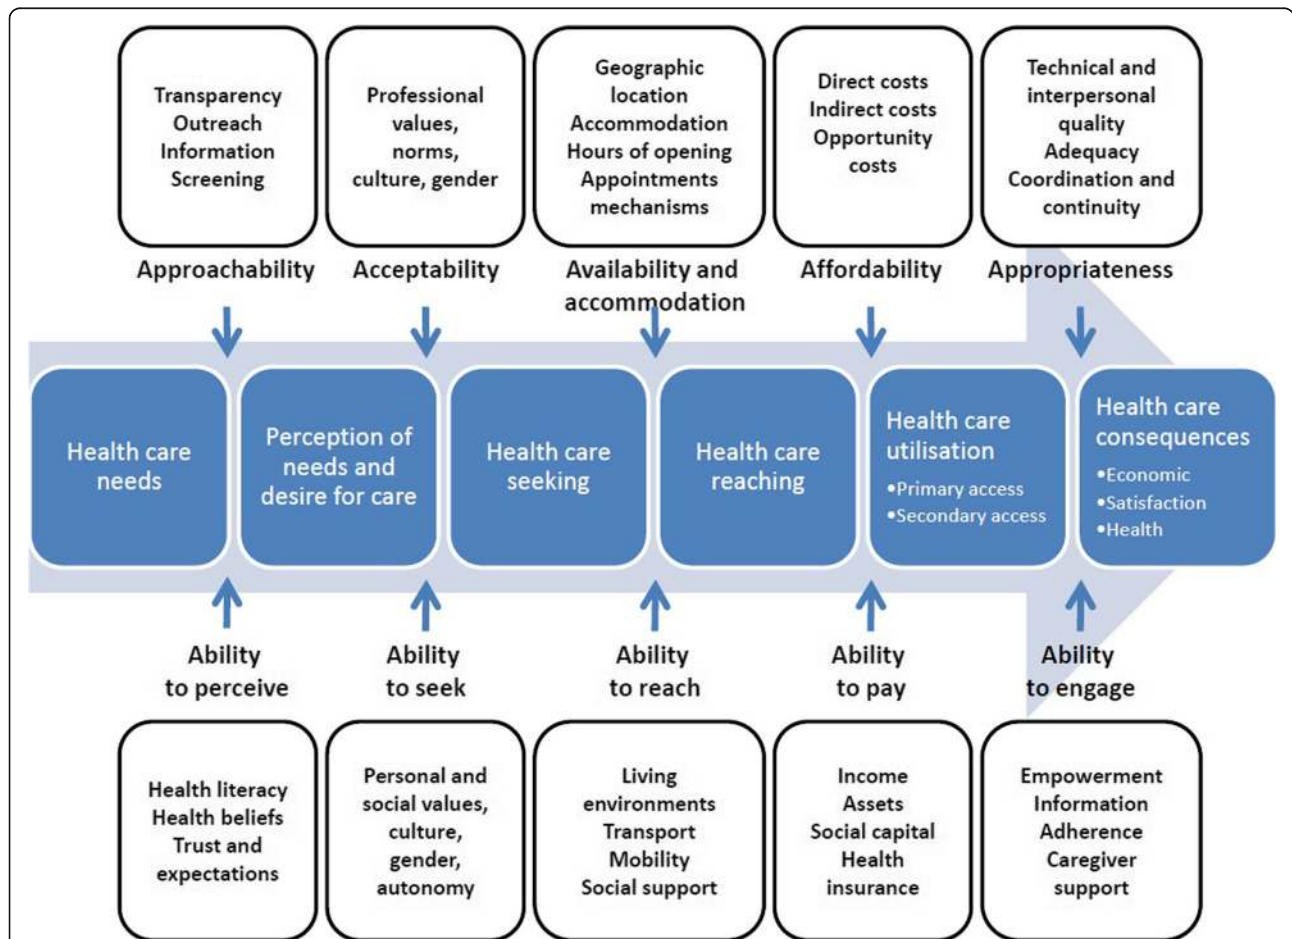 Transparency
Outreach
Information
Screening
Professional
values,
norms,
culture, gender
Geographic
location
Accommodation
Hours of opening
Appointments
mechanisms
Direct costs
Indirect costs
Opportunity
costs
Technical and
interpersonal
quality
Adequacy
Coordination and
continuity
Approachability
Acceptability
Availability and
accommodation
Affordability
Appropriateness
Health care
needs
Perception of
needs and
desire for care
Health care
seeking
Health care
reaching
Health care
utilisation
•Primary access
•Secondary access
Health care
consequences
•Economic
•Satisfaction
•Health
Ability
to perceive
Ability
to seek
Ability
to reach
Ability
to pay
Ability
to engage
Health literacy
Health beliefs
Trust and
expectations
Personal and
social values,
culture,
gender,
autonomy
Living
environments
Transport
Mobility
Social support
Income
Assets
Social capital
Health
insurance
Empowerment
Information
Adherence
Caregiver
support